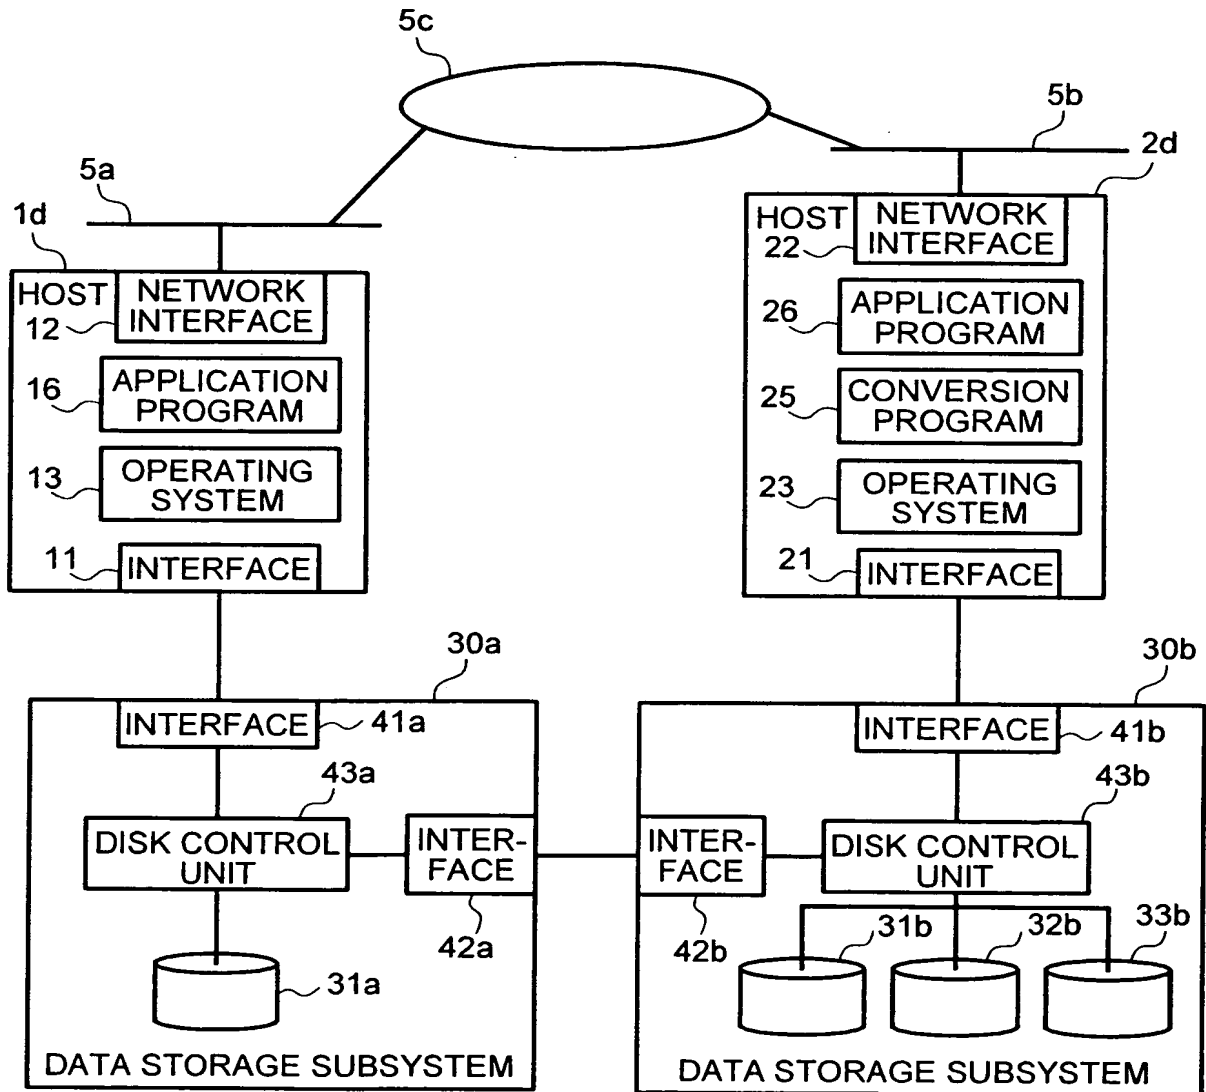 5c
5b
2d
5a
1d
HOST
NETWORK
INTERFACE
12
APPLICATION
PROGRAM
16
OPERATING
SYSTEM
13
11
INTERFACE
HOST
NETWORK
INTERFACE
22
26
APPLICATION
PROGRAM
25
CONVERSION
PROGRAM
23
OPERATING
SYSTEM
21
INTERFACE
30a
INTERFACE
41a
43a
DISK CONTROL
UNIT
INTER-
FACE
42a
31a
DATA STORAGE SUBSYSTEM
30b
INTERFACE
41b
43b
INTER-
FACE
DISK CONTROL
UNIT
42b
31b
32b
33b
DATA STORAGE SUBSYSTEM